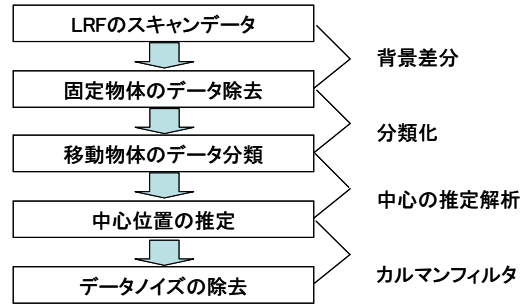 LRFのスキャンデータ
背景差分
固定物体のデータ除去
分類化
移動物体のデータ分類
中心の推定解析
中心位置の推定
カルマンフィルタ
データノイズの除去